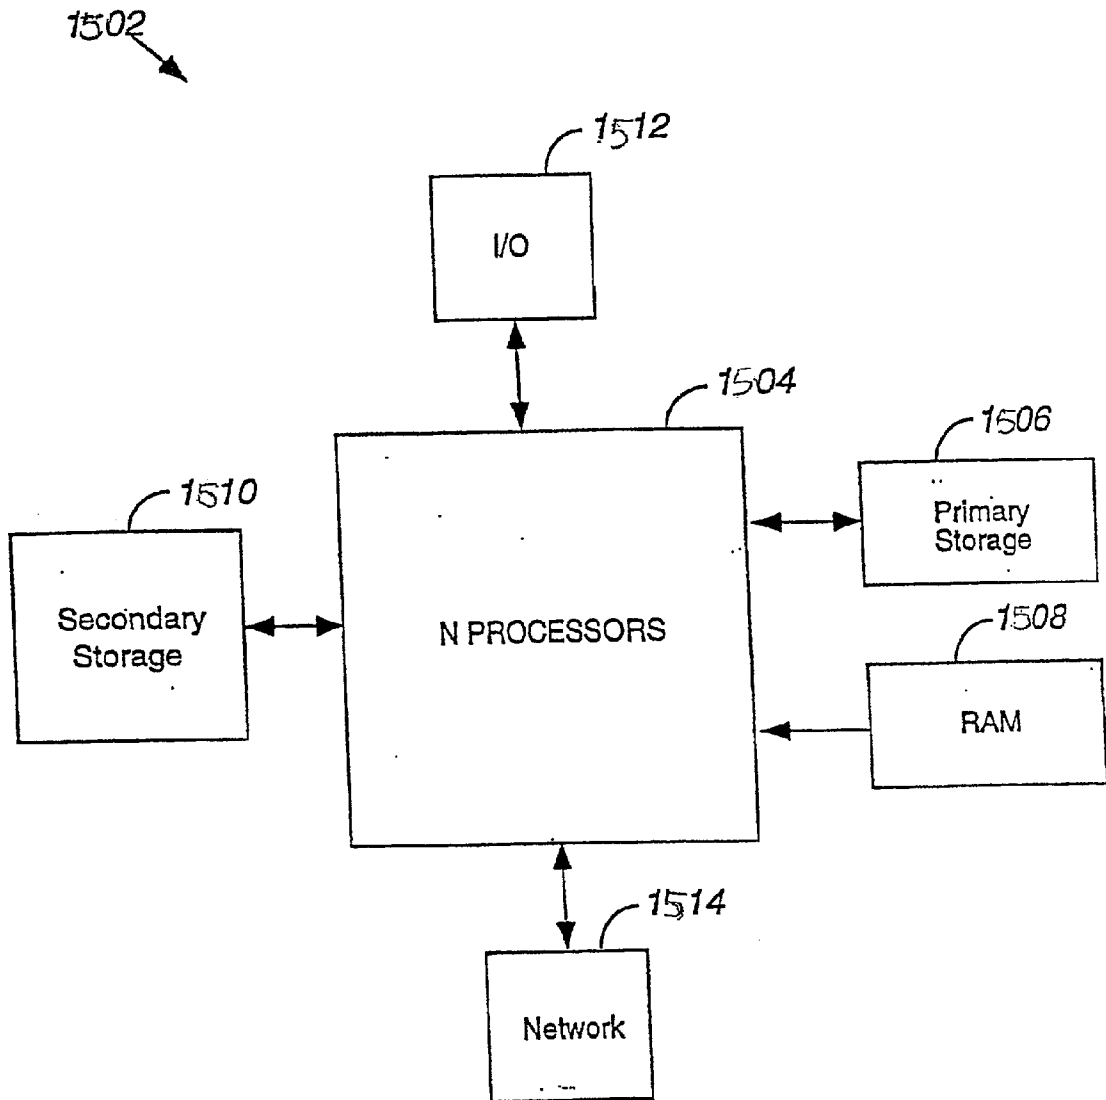 1502
1512
I/O
1504
1506
1510
Primary
Storage
Secondary
Storage
N PROCESSORS
1508
RAM
1514
Network